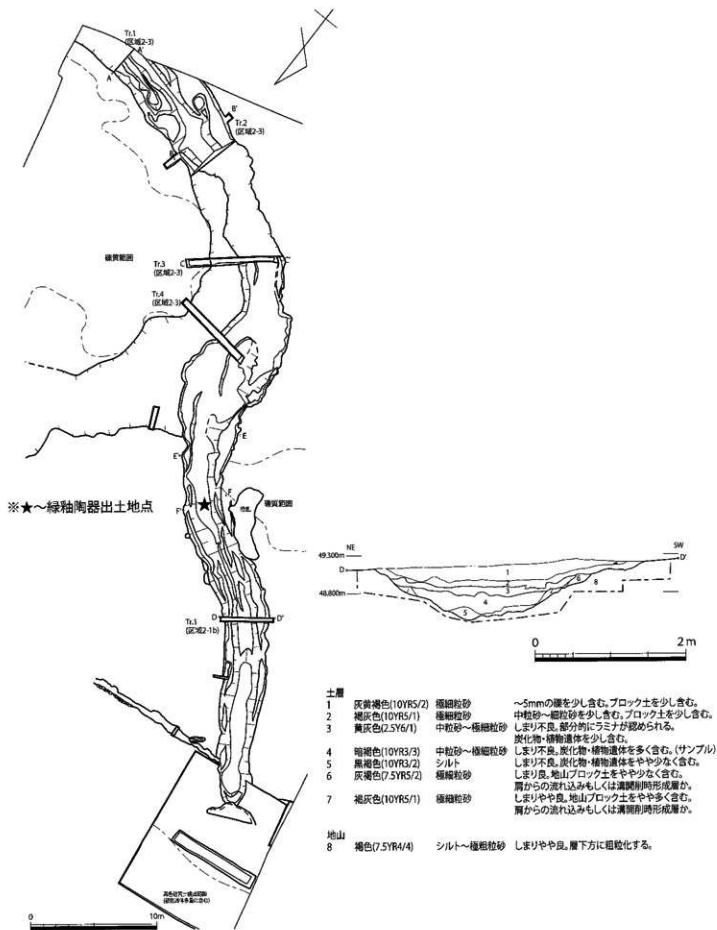 Tr.1
(区域2-3)
A'
A
B'
Tr.2
(区域2-3)
B
礫質範囲
Tr.3
(区域2-3)
C
Tr.4
(区域2-3)
E
E'
※★～緑釉陶器出土地点
F
F'
礫質範囲
D
D'
Tr.3
(区域2-1b)
0
10m
NE
SW
49.300m
D
D'
48.800m
1
2
3
4
5
6
8
0
2 m
土層
1 灰黄褐色(10YR5/2) 極細粒砂 ～5mmの礫を少し含む。ブロック土を少し含む。
2 褐灰色(10YR5/1) 極細粒砂 中粒砂～細粒砂を少し含む。ブロック土を少し含む。
3 黄灰色(2.5Y6/1) 中粒砂～極細粒砂 しまり不良。部分的にラミナが認められる。
炭化物・植物遺体を少し含む。
4 暗褐色(10YR3/3) 中粒砂～極細粒砂 しまり不良。炭化物・植物遺体を多く含む。(サンプル)
5 黒褐色(10YR3/2) シルト しまり不良。炭化物・植物遺体をやや少なく含む。
6 灰褐色(7.5YR5/2) 極細粒砂 しまり良。地山ブロック土をやや少なく含む。
肩からの流れ込みもしくは溝開削時形成層か。
7 褐灰色(10YR5/1) 極細粒砂 しまりやや良。地山ブロック土をやや多く含む。
肩からの流れ込みもしくは溝開削時形成層か。
地山
8 褐色(7.5YR4/4) シルト～極粗粒砂 しまりやや良。層下方に粗粒化する。